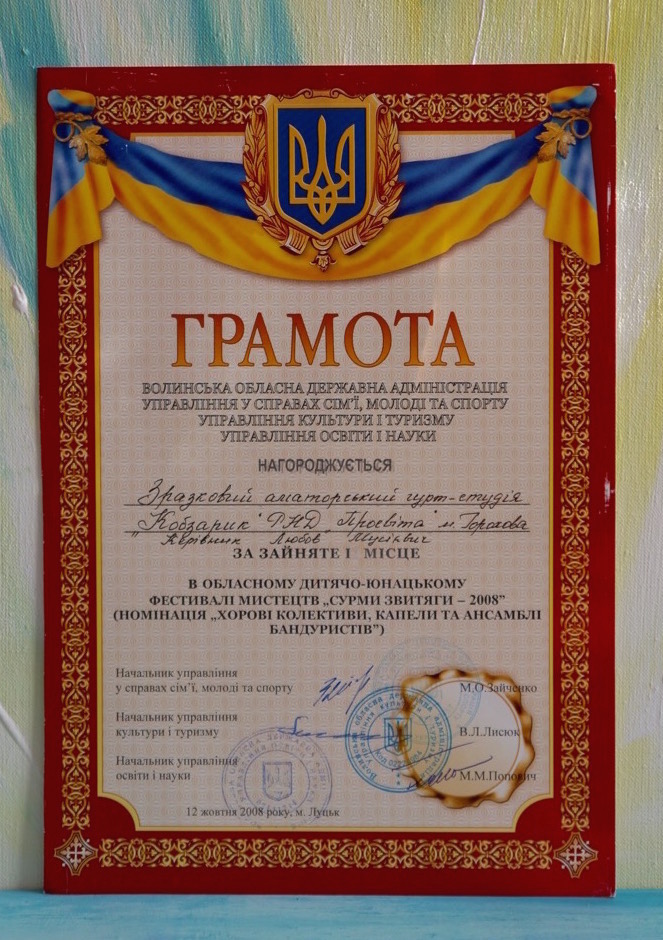 ГРАМОТА
ВОЛИНСЬКА ОБЛАСНА ДЕРЖАВНА АДМІНІСТРАЦІЯ
УПРАВЛІННЯ У СПРАВАХ СІМ'Ї, МОЛОДІ ТА СПОРТУ
УПРАВЛІННЯ КУЛЬТУРИ І ТУРИЗМУ
УПРАВЛІННЯ ОСВІТИ І НАУКИ
НАГОРОДЖУЄТЬСЯ
Зразковий аматорський гурт-студія
„Кобзарик" РНД „Просвіта" м. Горохова
Керівник Любов Мусієвич
ЗА ЗАЙНЯТЕ І МІСЦЕ
В ОБЛАСНОМУ ДИТЯЧО-ЮНАЦЬКОМУ
ФЕСТИВАЛІ МИСТЕЦТВ „СУРМИ ЗВИТЯГИ – 2008"
(НОМІНАЦІЯ „ХОРОВІ КОЛЕКТИВИ, КАПЕЛИ ТА АНСАМБЛІ
БАНДУРИСТІВ")
Начальник управління
у справах сім'ї, молоді та спорту М.О.Зайченко
Начальник управління
культури і туризму В.Л.Лисюк
Начальник управління
освіти і науки М.М.Попович
12 жовтня 2008 року, м. Луцьк